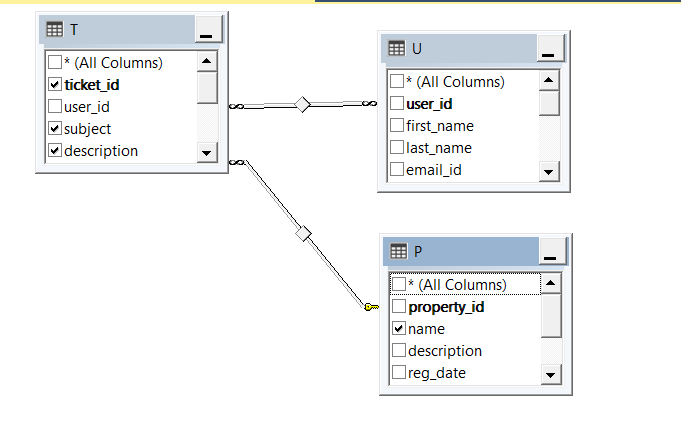 T
* (All Columns)
ticket_id
user_id
subject
description
U
* (All Columns)
user_id
first_name
last_name
email_id
P
* (All Columns)
property_id
name
description
reg_date